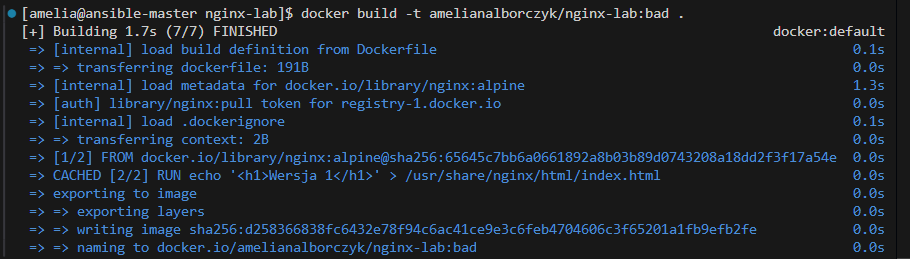 [amelia@ansible-master nginx-lab]$ docker build -t amelianalborczyk/nginx-lab:bad .
[+] Building 1.7s (7/7) FINISHED docker:default
=> [internal] load build definition from Dockerfile 0.1s
=> => transferring dockerfile: 191B 0.0s
=> [internal] load metadata for docker.io/library/nginx:alpine 1.3s
=> [auth] library/nginx:pull token for registry-1.docker.io 0.0s
=> [internal] load .dockerignore 0.1s
=> => transferring context: 2B 0.0s
=> [1/2] FROM docker.io/library/nginx:alpine@sha256:65645c7bb6a0661892a8b03b89d0743208a18dd2f3f17a54e 0.0s
=> CACHED [2/2] RUN echo '<h1>Wersja 1</h1>' > /usr/share/nginx/html/index.html 0.0s
=> exporting to image 0.0s
=> => exporting layers 0.0s
=> => writing image sha256:d258366838fc6432e78f94c6ac41ce9e3c6feb4704606c3f65201a1fb9efb2fe 0.0s
=> => naming to docker.io/amelianalborczyk/nginx-lab:bad 0.0s